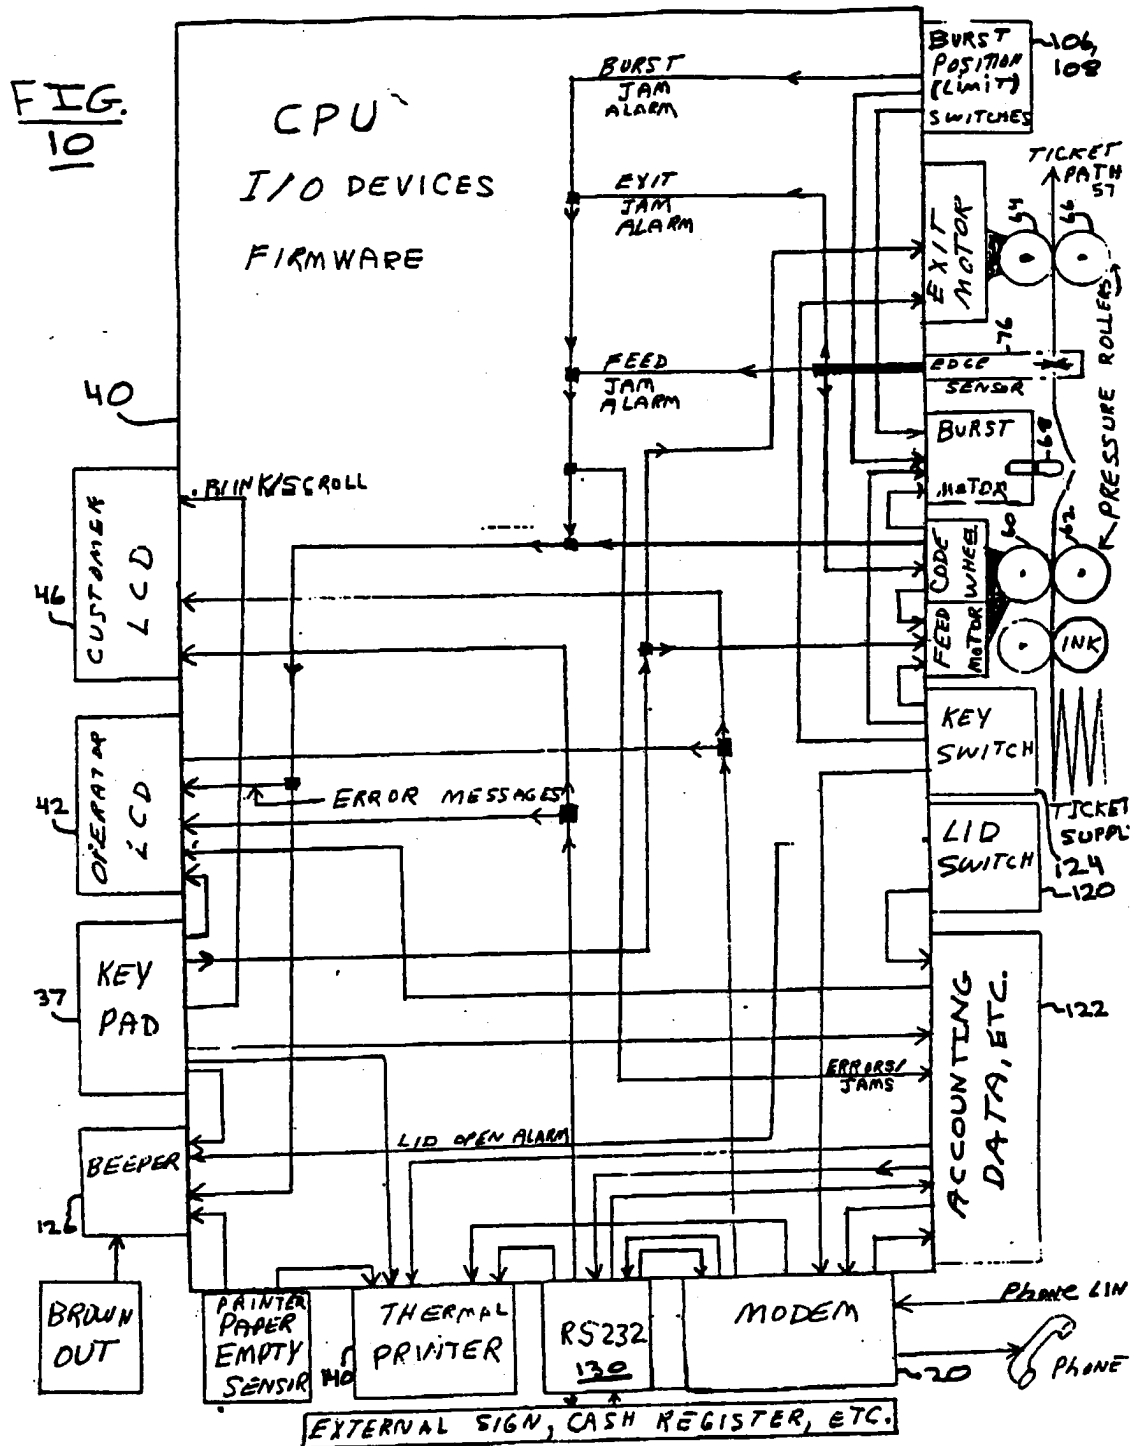 FIG.
10
CPU
I/O DEVICES
FIRMWARE
BURST
JAM
ALARM
EXIT
JAM
ALARM
FEED
JAM
ALARM
BURST
POSITION
(LIMIT)
SWITCHES
106,
108
TICKET
PATH
57
EXIT
MOTOR
64
66
PRESSURE ROLLERS
76
EDGE
SENSOR
BURST
MOTOR
68
CODE
WHEEL
60
62
FEED
MOTOR
INK
KEY
SWITCH
TICKET
SUPPL
124
LID
SWITCH
120
40
BLINK/SCROLL
CUSTOMER
LCD
46
OPERATOR
LCD
42
ERROR MESSAGES
KEY
PAD
37
ACCOUNTING
DATA, ETC.
122
ERRORS/
JAMS
LID OPEN ALARM
BEEPER
126
BROWN
OUT
PRINTER
PAPER
EMPTY
SENSOR
THERMAL
PRINTER
140
RS232
130
MODEM
20
PHONE LIN
PHONE
EXTERNAL SIGN, CASH REGISTER, ETC.